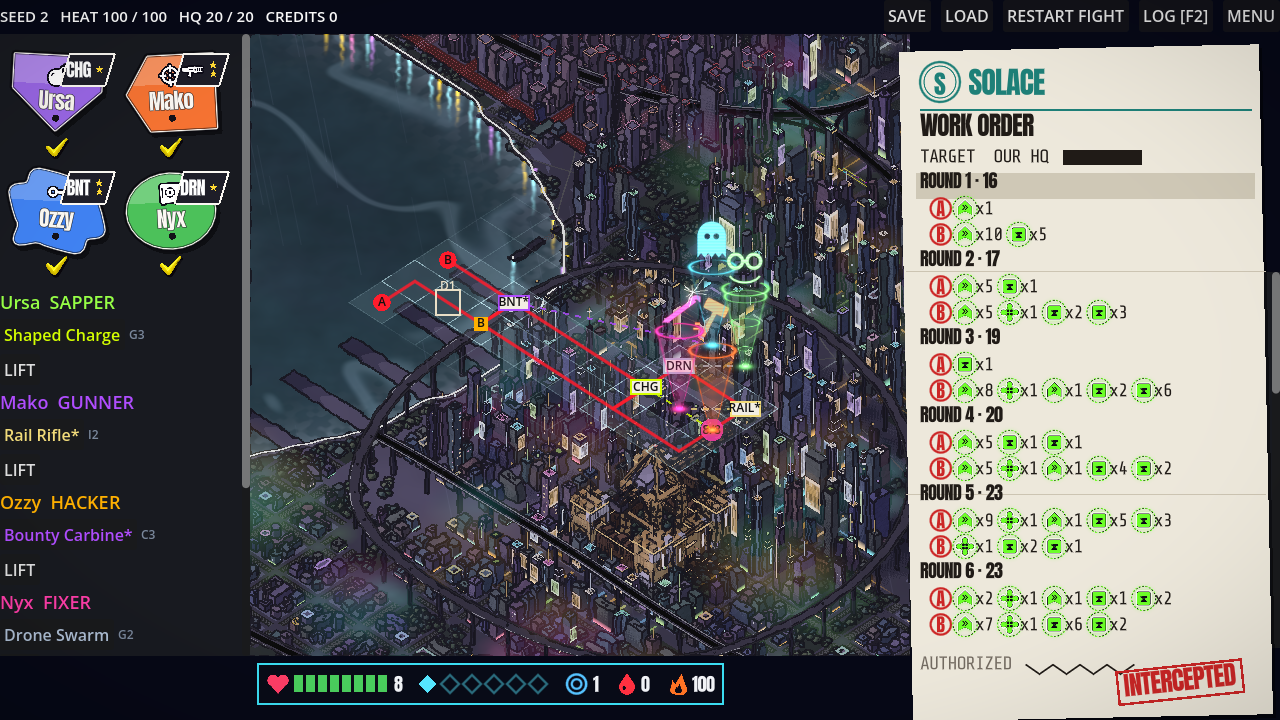 SEED 2 HEAT 100 / 100 HQ 20 / 20 CREDITS 0
SAVE LOAD RESTART FIGHT LOG [F2] MENU
CHG
Ursa
Mako
BNT
Ozzy
DRN
Nyx
Ursa SAPPER
Shaped Charge G3
LIFT
Mako GUNNER
Rail Rifle* I2
LIFT
Ozzy HACKER
Bounty Carbine* C3
LIFT
Nyx FIXER
Drone Swarm G2
B
A
D1
BNT*
B
DRN
CHG
RAIL*
8
1
0
100
S SOLACE
WORK ORDER
TARGET OUR HQ
ROUND 1 · 16
A x1
B x10 x5
ROUND 2 · 17
A x5 x1
B x5 x1 x2 x3
ROUND 3 · 19
A x1
B x8 x1 x1 x2 x6
ROUND 4 · 20
A x5 x1 x1
B x5 x1 x1 x4 x2
ROUND 5 · 23
A x9 x1 x1 x5 x3
B x1 x2 x1
ROUND 6 · 23
A x2 x1 x1 x1 x2
B x7 x1 x6 x2
AUTHORIZED
INTERCEPTED